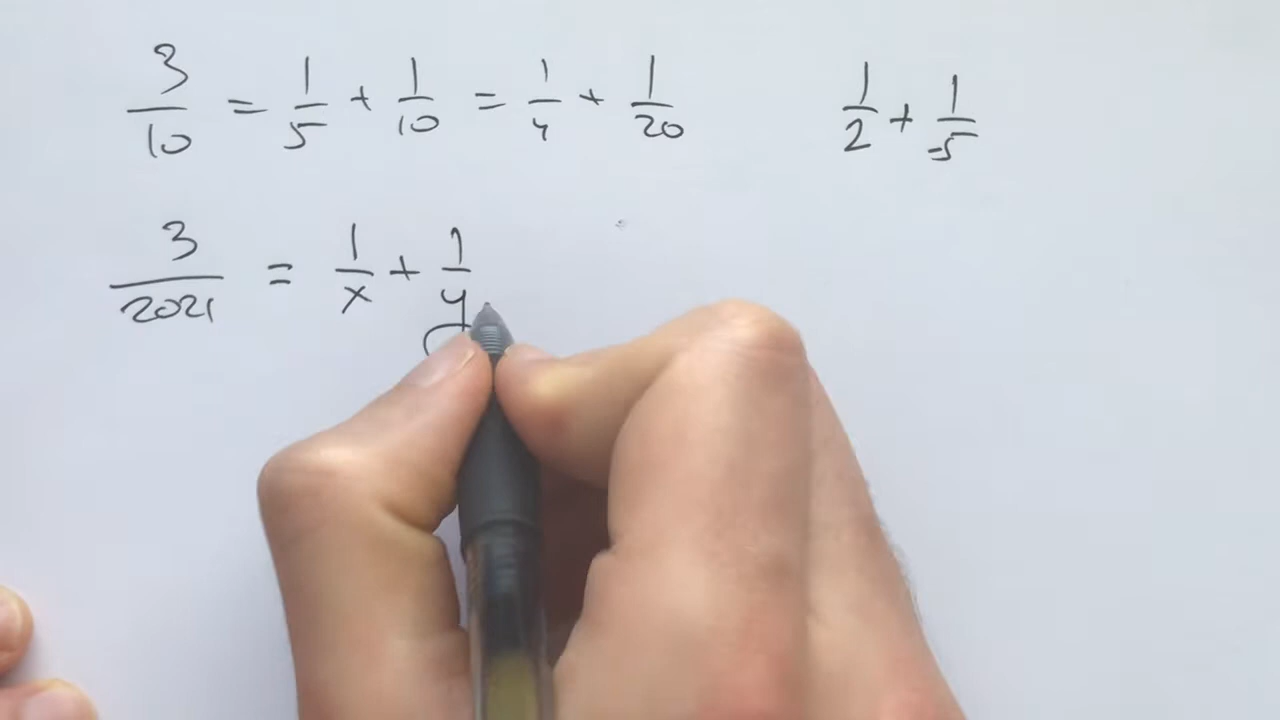 3/10 = 1/5 + 1/10 = 1/4 + 1/20 1/2 + 1/-5
3/2021 = 1/x + 1/y